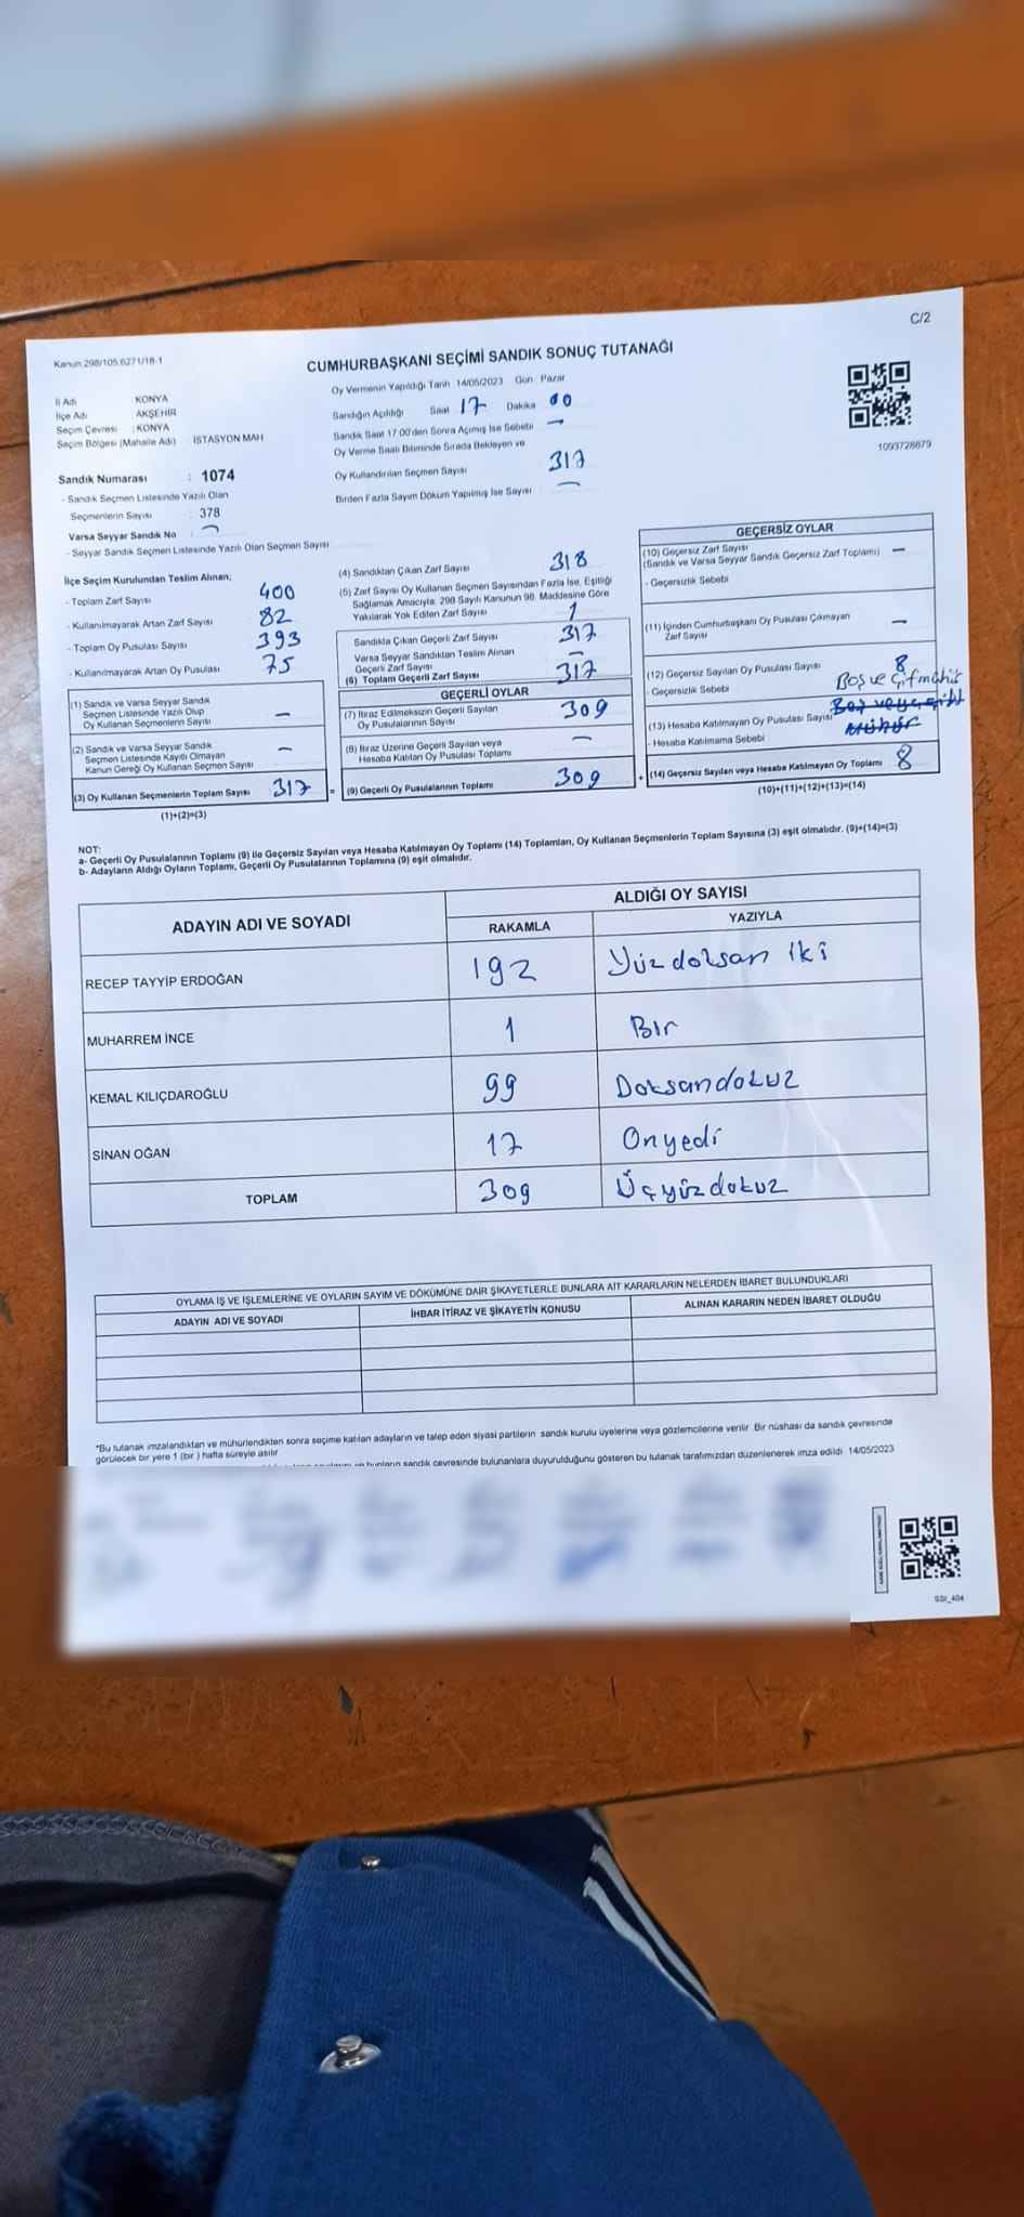 C/2
Kanun 298/105 6271/18-1
CUMHURBAŞKANI SEÇİMİ SANDIK SONUÇ TUTANAĞI
İl Adı KONYA
İlçe Adı AKŞEHİR
Seçim Çevresi : KONYA
Seçim Bölgesi (Mahalle Adı) İSTASYON MAH
Oy Vermenin Yapıldığı Tarih 14/05/2023 Gün Pazar
Sandığın Açıldığı Saat 17 Dakika 00
Sandık Saat 17.00'den Sonra Açılmış İse Sebebi —
Oy Verme Saati Bitiminde Sırada Bekleyen ve
Oy Kullandırılan Seçmen Sayısı 317
Birden Fazla Sayım Döküm Yapılmış İse Sayısı —
1093728679
Sandık Numarası : 1074
- Sandık Seçmen Listesinde Yazılı Olan
Seçmenlerin Sayısı : 378
Varsa Seyyar Sandık No —
- Seyyar Sandık Seçmen Listesinde Yazılı Olan Seçmen Sayısı
İlçe Seçim Kurulundan Teslim Alınan;
- Toplam Zarf Sayısı 400
- Kullanılmayarak Artan Zarf Sayısı 82
- Toplam Oy Pusulası Sayısı 393
- Kullanılmayarak Artan Oy Pusulası 75
(1) Sandık ve Varsa Seyyar Sandık
Seçmen Listesinde Yazılı Olup
Oy Kullanan Seçmenlerin Sayısı —
(2) Sandık ve Varsa Seyyar Sandık
Seçmen Listesinde Kayıtlı Olmayan
Kanun Gereği Oy Kullanan Seçmen Sayısı —
(3) Oy Kullanan Seçmenlerin Toplam Sayısı 317
(1)+(2)=(3)
(4) Sandıktan Çıkan Zarf Sayısı 318
(5) Zarf Sayısı Oy Kullanan Seçmen Sayısından Fazla İse, Eşitliği
Sağlamak Amacıyla, 298 Sayılı Kanunun 98. Maddesine Göre
Yakılarak Yok Edilen Zarf Sayısı 1
Sandıkta Çıkan Geçerli Zarf Sayısı 317
Varsa Seyyar Sandıktan Teslim Alınan
Geçerli Zarf Sayısı —
(6) Toplam Geçerli Zarf Sayısı 317
GEÇERLİ OYLAR
(7) İtiraz Edilmeksizin Geçerli Sayılan
Oy Pusulalarının Sayısı 309
(8) İtiraz Üzerine Geçerli Sayılan veya
Hesaba Katılan Oy Pusulası Toplamı —
= (9) Geçerli Oy Pusulalarının Toplamı 309
GEÇERSİZ OYLAR
(10) Geçersiz Zarf Sayısı
(Sandık ve Varsa Seyyar Sandık Geçersiz Zarf Toplamı) —
- Geçersizlik Sebebi
(11) İçinden Cumhurbaşkanı Oy Pusulası Çıkmayan
Zarf Sayısı —
(12) Geçersiz Sayılan Oy Pusulası Sayısı 8
- Geçersizlik Sebebi Boş ve çift mühür
(13) Hesaba Katılmayan Oy Pusulası Sayısı Boş veya çift
- Hesaba Katılmama Sebebi Mühür
+ (14) Geçersiz Sayılan veya Hesaba Katılmayan Oy Toplamı 8
(10)+(11)+(12)+(13)=(14)
NOT:
a- Geçerli Oy Pusulalarının Toplamı (9) ile Geçersiz Sayılan veya Hesaba Katılmayan Oy Toplamı (14) Toplamları, Oy Kullanan Seçmenlerin Toplam Sayısına (3) eşit olmalıdır. (9)+(14)=(3)
b- Adayların Aldığı Oyların Toplamı, Geçerli Oy Pusulalarının Toplamına (9) eşit olmalıdır.
ADAYIN ADI VE SOYADI ALDIĞI OY SAYISI
RAKAMLA YAZIYLA
RECEP TAYYİP ERDOĞAN 192 Yüzdoksan iki
MUHARREM İNCE 1 Bir
KEMAL KILIÇDAROĞLU 99 Doksandokuz
SİNAN OĞAN 17 Onyedi
TOPLAM 309 Üçyüzdokuz
OYLAMA İŞ VE İŞLEMLERİNE VE OYLARIN SAYIM VE DÖKÜMÜNE DAİR ŞİKAYETLERLE BUNLARA AİT KARARLARIN NELERDEN İBARET BULUNDUKLARI
ADAYIN ADI VE SOYADI İHBAR İTİRAZ VE ŞİKAYETİN KONUSU ALINAN KARARIN NEDEN İBARET OLDUĞU
*Bu tutanak imzalandıktan ve mühürlendikten sonra seçime katılan adayların ve talep eden siyasi partilerin sandık kurulu üyelerine veya gözlemcilerine verilir. Bir nüshası da sandık çevresinde
görülecek bir yere 1 (bir) hafta süreyle asılır.
bunların sandık çevresinde bulunanlara duyurulduğunu gösteren bu tutanak tarafımızdan düzenlenerek imza edildi 14/05/2023